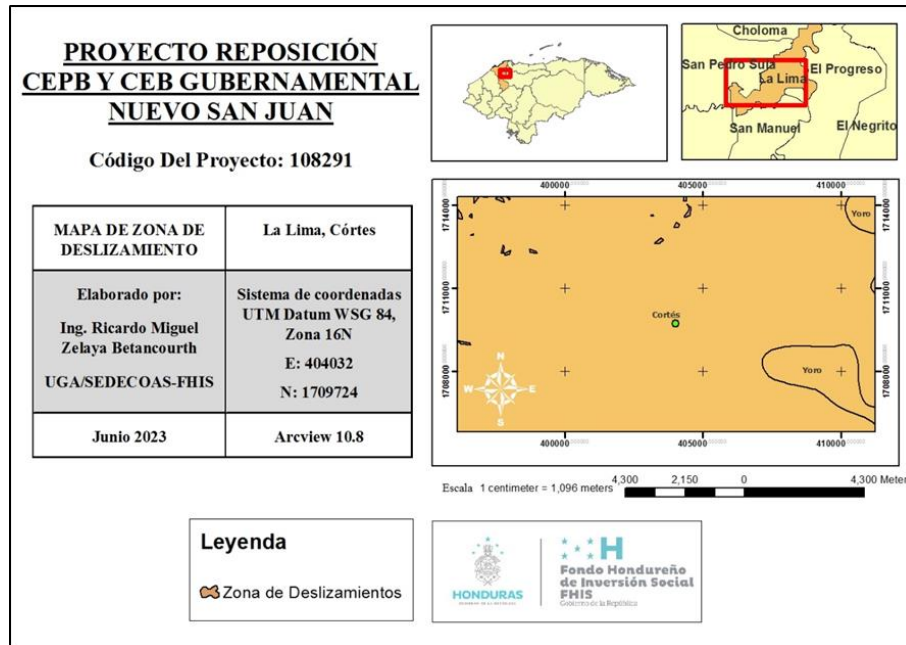 PROYECTO REPOSICIÓN
CEPB Y CEB GUBERNAMENTAL
NUEVO SAN JUAN
Código Del Proyecto: 108291
MAPA DE ZONA DE
DESLIZAMIENTO
La Lima, Córtes
Elaborado por:
Ing. Ricardo Miguel
Zelaya Betancourth
UGA/SEDECOAS-FHIS
Sistema de coordenadas
UTM Datum WSG 84,
Zona 16N
E: 404032
N: 1709724
Junio 2023
Arcview 10.8
Choloma
San Pedro Sula
La Lima
El Progreso
San Manuel
El Negrito
400000
405000
410000
1714000
1714000
Yoro
1711000
1711000
Cortés
1708000
1708000
Yoro
N
W
E
S
400000
405000
410000
Escala 1 centimeter = 1,096 meters
4,300 2,150 0 4,300 Meter
Leyenda
Zona de Deslizamientos
HONDURAS
H
Fondo Hondureño
de Inversión Social
FHIS
Gobierno de la República